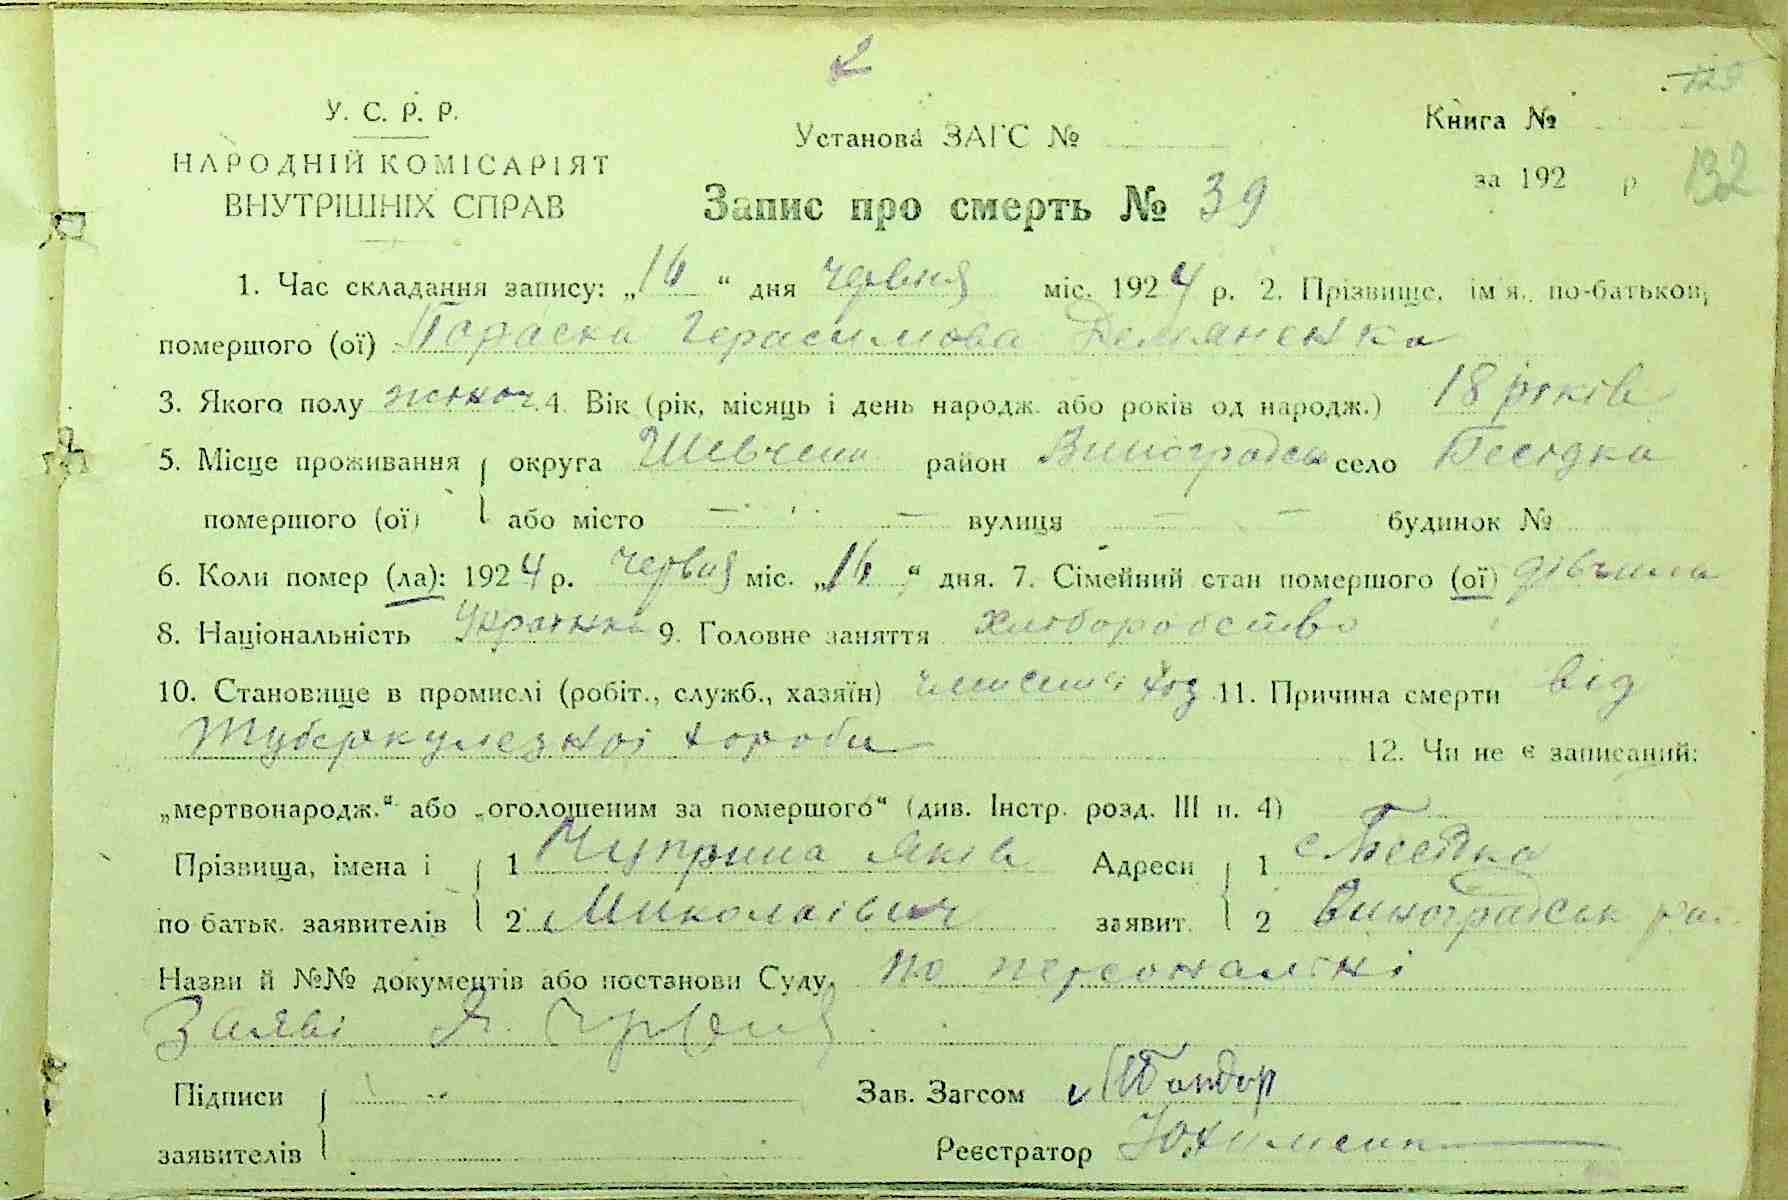 2
У. С. Р. Р.
НАРОДНІЙ КОМІСАРІЯТ
ВНУТРІШНІХ СПРАВ
Установа ЗАГС №
Запис про смерть № 39
Книга №
за 192 р
132
1. Час складання запису: „16“ дня червня міс. 1924 р. 2. Прізвище, ім'я, по-батькові
помершого (ої) Параска Герасимова Демяненко
3. Якого полу жіноч 4. Вік (рік, місяць і день народж. або років од народж.) 18 років
5. Місце проживання округа Шевченк район Виноградськ село Босідка
помершого (ої) або місто — вулиця — — будинок №
6. Коли помер (ла): 1924 р. червня міс. „16“ дня. 7. Сімейний стан помершого (ої) дівчина
8. Національність Українка 9. Головне заняття Хліборобство
10. Становище в промислі (робіт., служб., хазяїн) 11. Причина смерти від
туберкулезної хороби 12. Чи не є записаний:
„мертвонародж.“ або „оголошеним за помершого“ (див. Інстр. розд. III п. 4) —
Прізвища, імена і 1 Чуприна Яків Адреси 1 с
по батьк. заявителів 2 Миколаївич заявит. 2 Виноградськ ра
Назви й №№ документів або постанови Суду, по персональні
Заяві
Підписи Зав. Загсом
заявителів Реєстратор